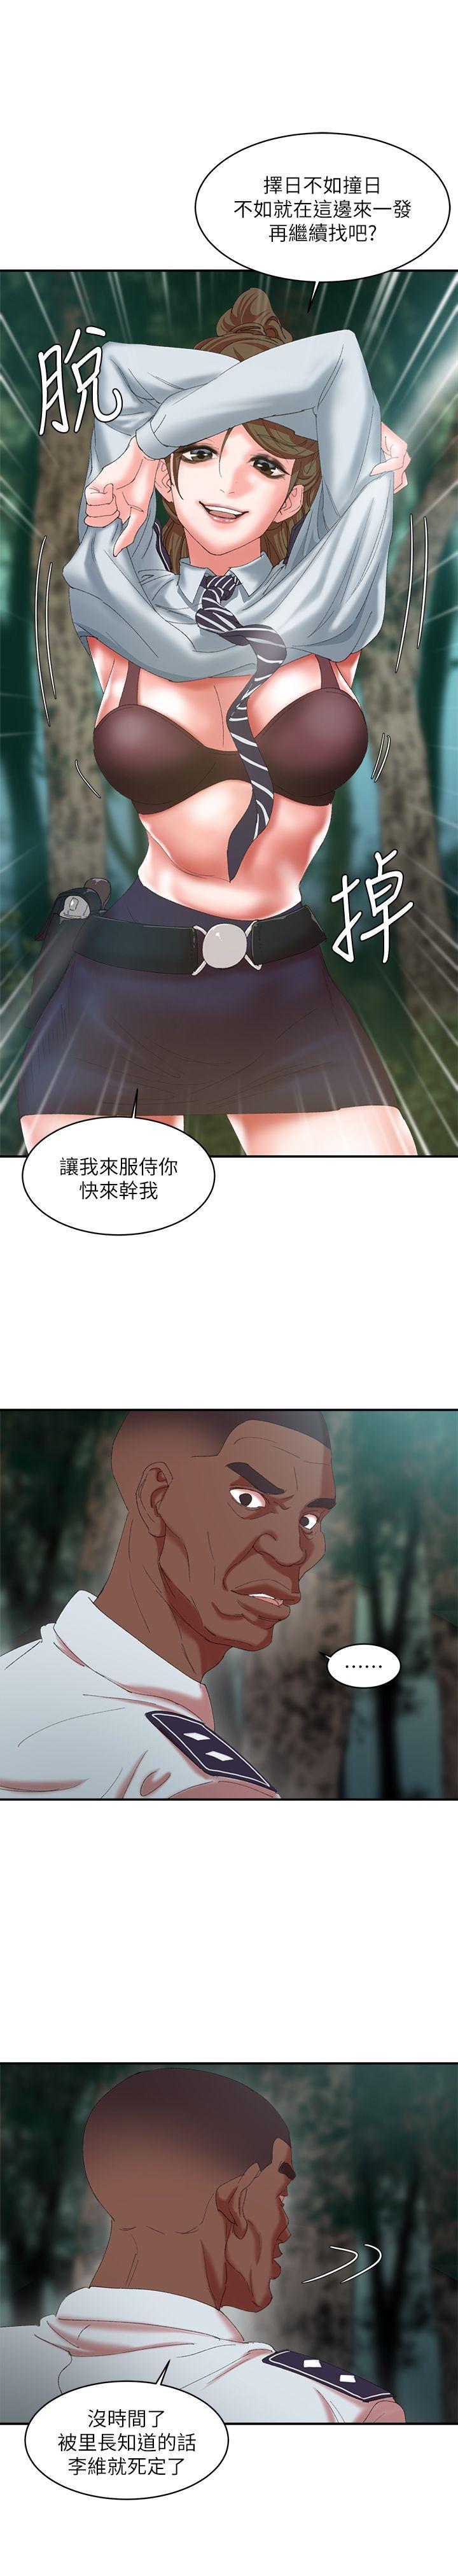 擇日不如撞日
不如就在這邊來一發
再繼續找吧?
脫
掉
讓我來服侍你
快來幹我
⋯⋯
沒時間了
被里長知道的話
李維就死定了